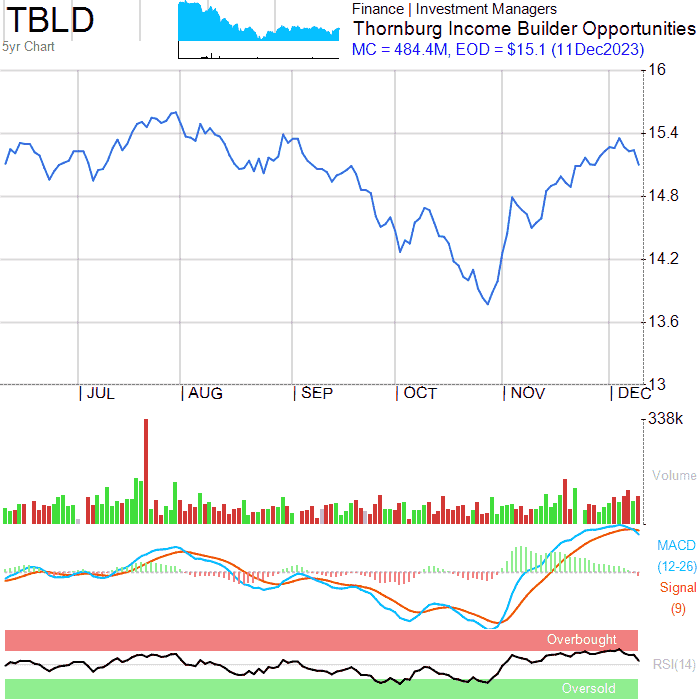 TBLD
5yr Chart
Finance | Investment Managers
Thornburg Income Builder Opportunities
MC = 484.4M, EOD = $15.1 (11Dec2023)
16
15.4
14.8
14.2
13.6
13
| JUL | AUG | SEP | OCT | NOV | DEC
338k
Volume
MACD
(12-26)
Signal
(9)
Overbought
RSI(14)
Oversold